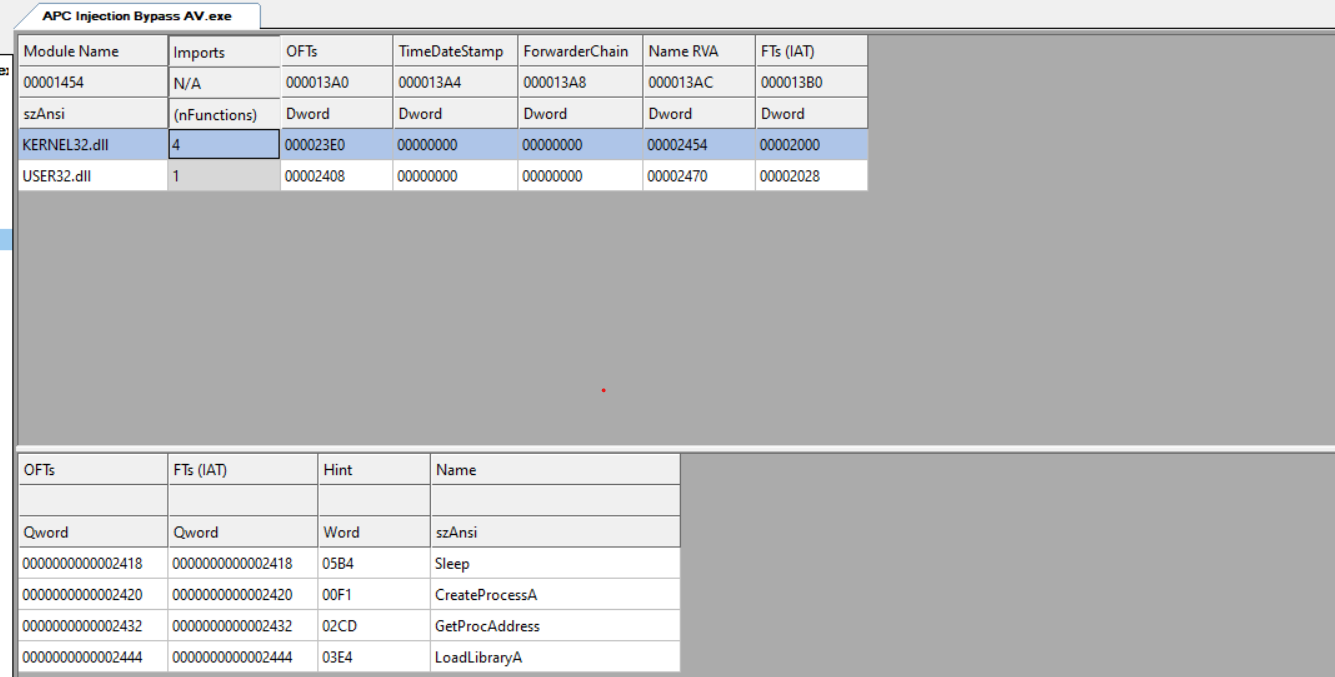 APC Injection Bypass AV.exe
Module Name Imports OFTs TimeDateStamp ForwarderChain Name RVA FTs (IAT)
00001454 N/A 000013A0 000013A4 000013A8 000013AC 000013B0
szAnsi (nFunctions) Dword Dword Dword Dword Dword
KERNEL32.dll 4 000023E0 00000000 00000000 00002454 00002000
USER32.dll 1 00002408 00000000 00000000 00002470 00002028
OFTs FTs (IAT) Hint Name
Qword Qword Word szAnsi
0000000000002418 0000000000002418 05B4 Sleep
0000000000002420 0000000000002420 00F1 CreateProcessA
0000000000002432 0000000000002432 02CD GetProcAddress
0000000000002444 0000000000002444 03E4 LoadLibraryA